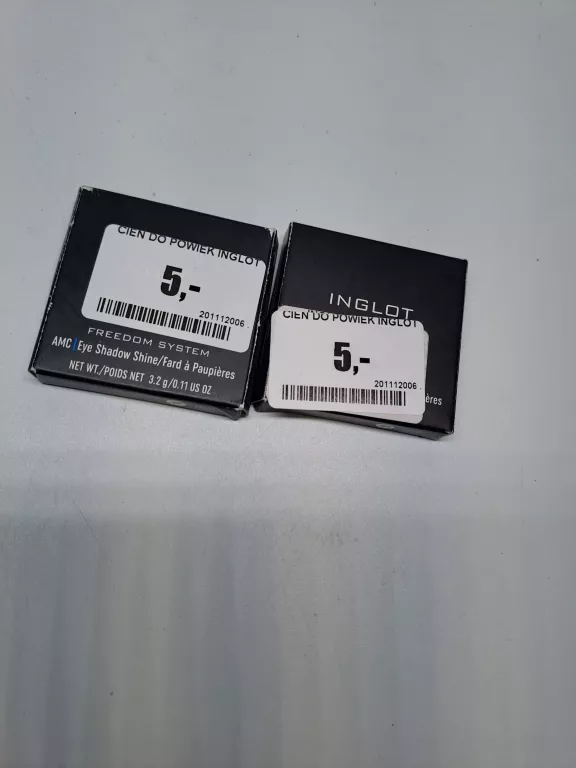 CIEN DO POWIEK INGLOT
5,-
201112006
FREEDOM SYSTEM
AMC Eye Shadow Shine/Fard à Paupières
NET WT./POIDS NET 3.2 g/0.11 US OZ
INGLOT
CIEN DO POWIEK INGLOT
5,-
201112006
ères